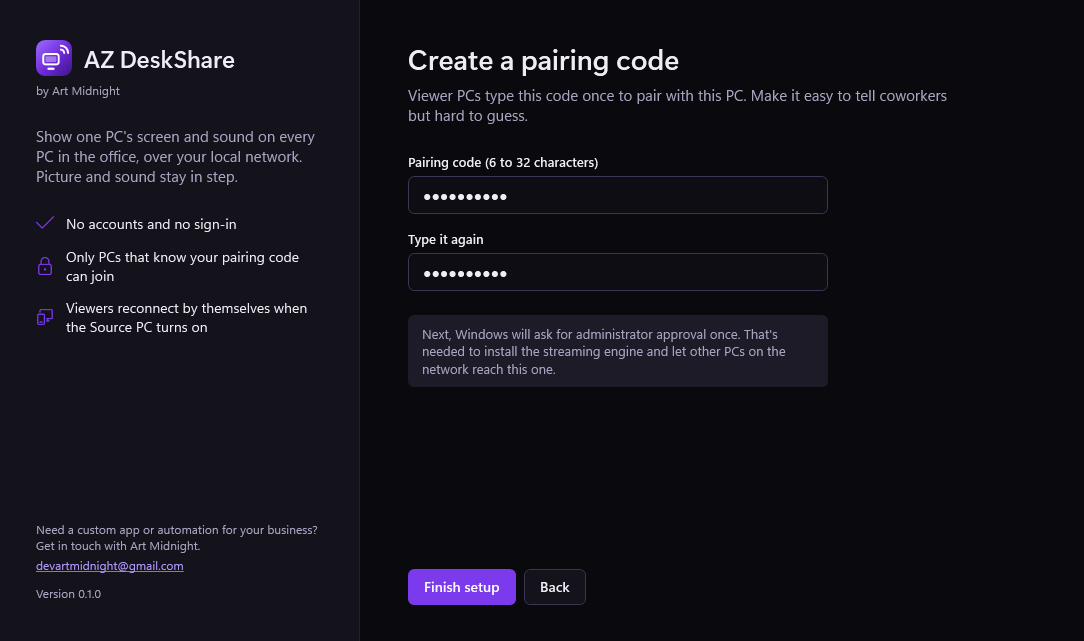 AZ DeskShare
by Art Midnight
Show one PC's screen and sound on every
PC in the office, over your local network.
Picture and sound stay in step.
No accounts and no sign-in
Only PCs that know your pairing code
can join
Viewers reconnect by themselves when
the Source PC turns on
Need a custom app or automation for your business?
Get in touch with Art Midnight.
devartmidnight@gmail.com
Version 0.1.0
Create a pairing code
Viewer PCs type this code once to pair with this PC. Make it easy to tell coworkers
but hard to guess.
Pairing code (6 to 32 characters)
●●●●●●●●●●
Type it again
●●●●●●●●●●
Next, Windows will ask for administrator approval once. That's
needed to install the streaming engine and let other PCs on the
network reach this one.
Finish setup
Back